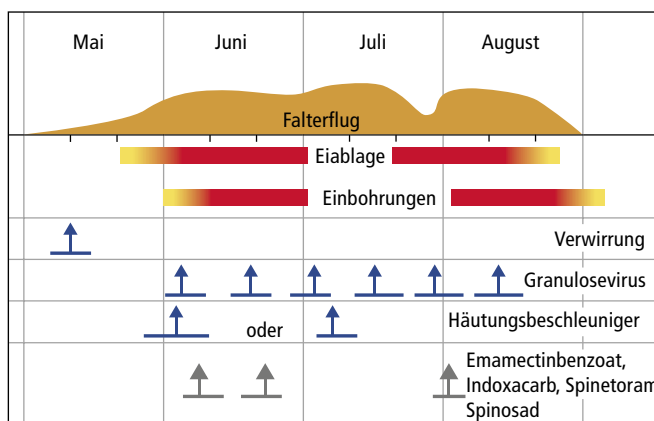 Mai Juni Juli August
Falterflug
Eiablage
Einbohrungen
Verwirrung
Granulosevirus
oder Häutungsbeschleuniger
Emamectinbenzoat,
Indoxacarb, Spinetoram
Spinosad